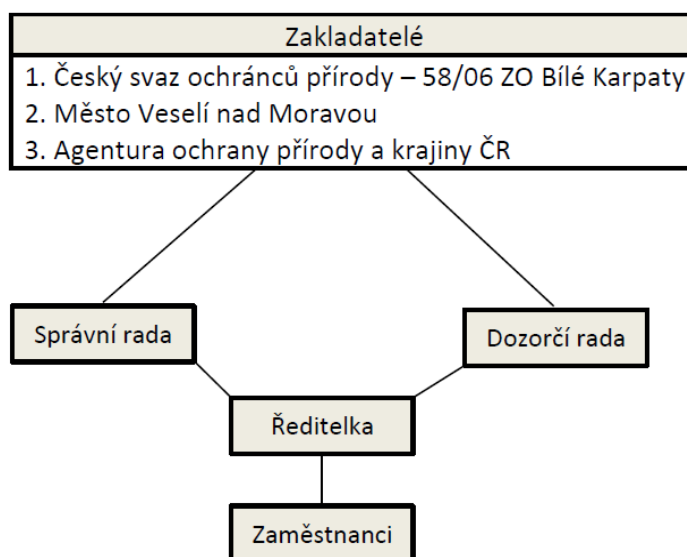 Zakladatelé
1. Český svaz ochránců přírody – 58/06 ZO Bílé Karpaty
2. Město Veselí nad Moravou
3. Agentura ochrany přírody a krajiny ČR
Správní rada
Dozorčí rada
Ředitelka
Zaměstnanci